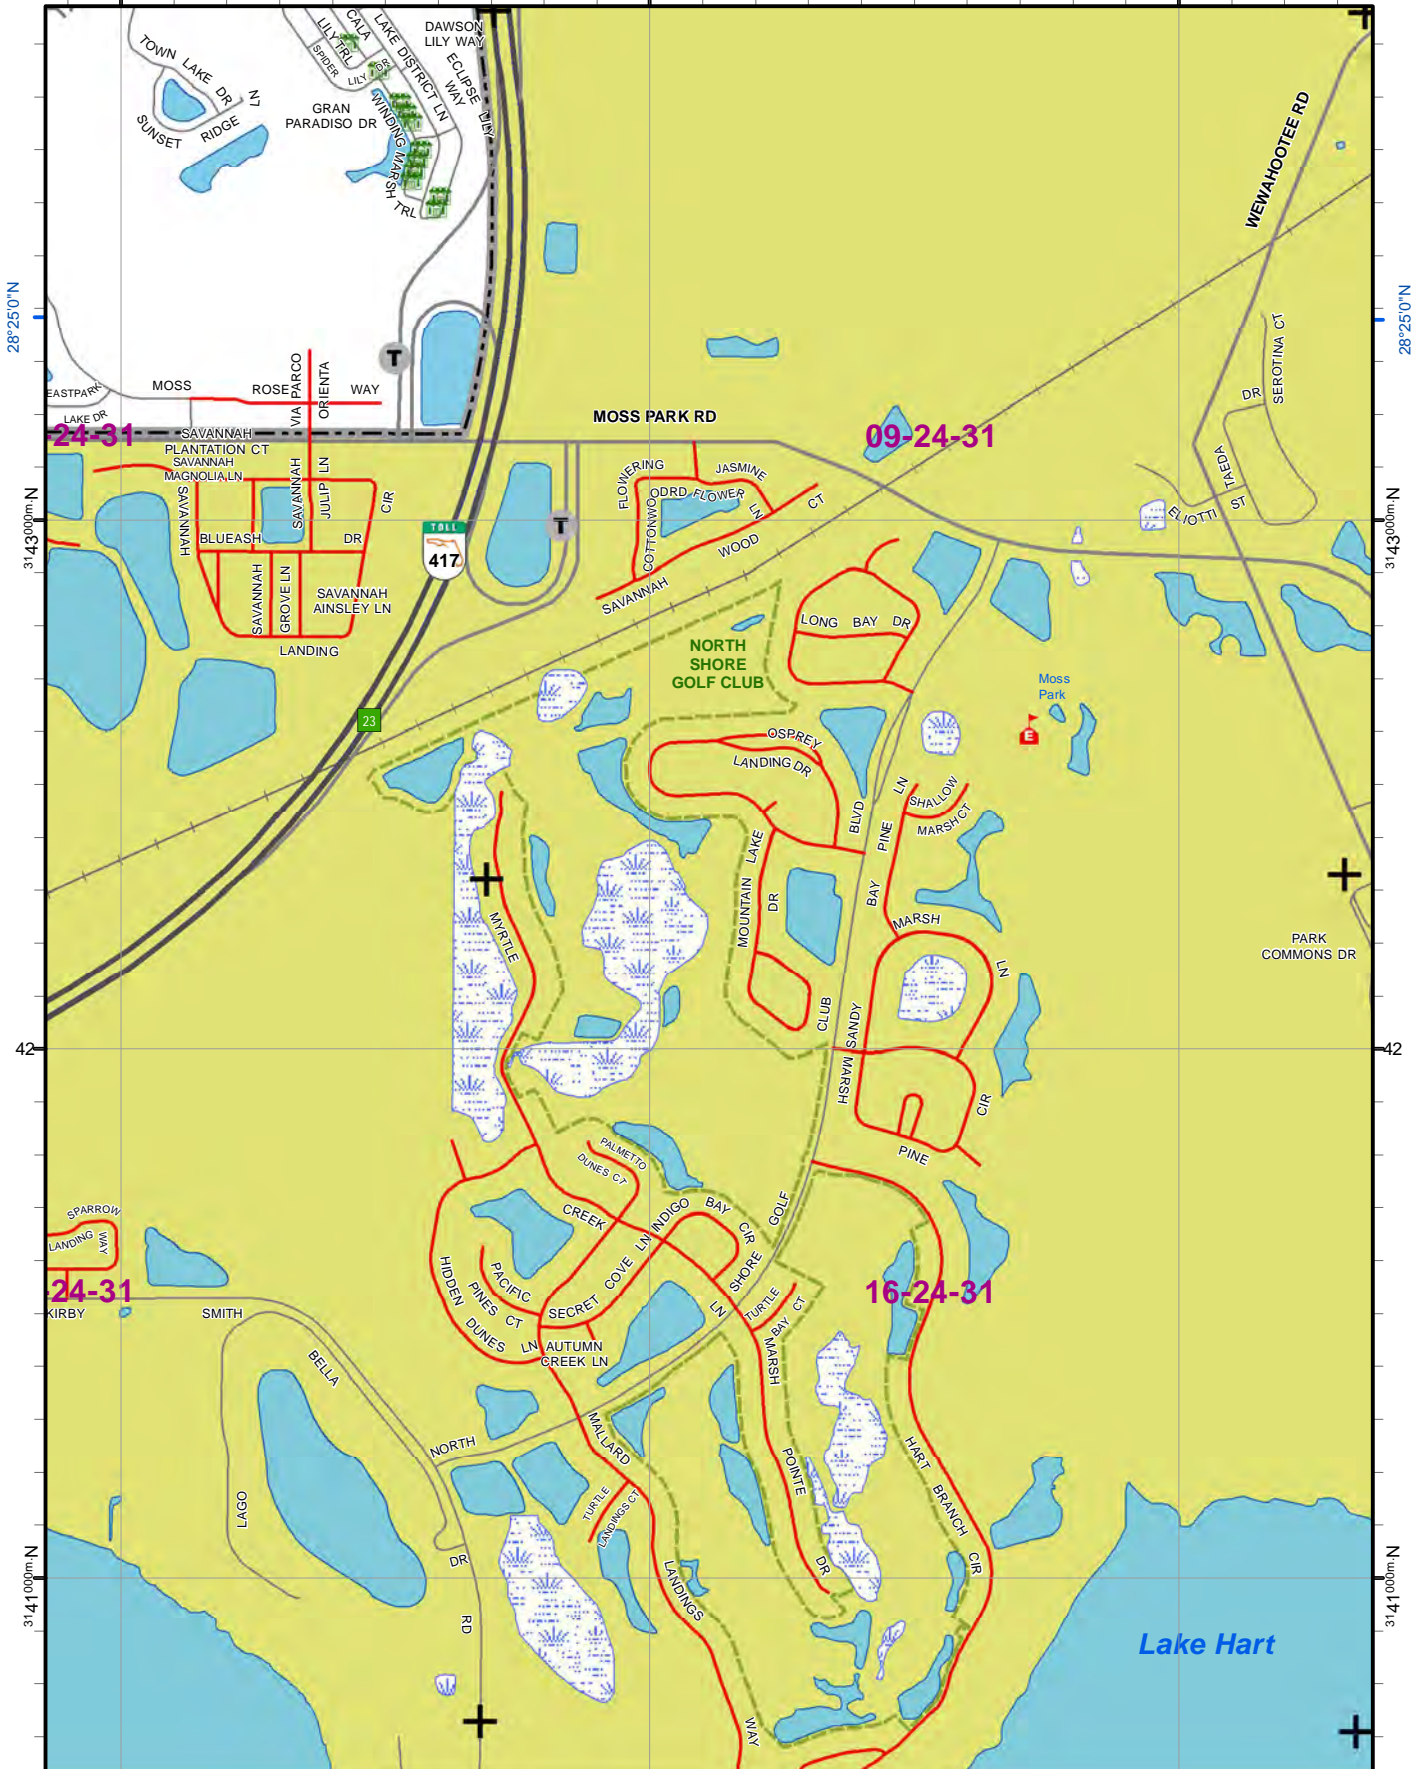 DAWSON
LILY WAY
CALA
LILY TRL
LAKE DISTRICT LN
ECLIPSE
WAY
LILY
SPIDER
LILY DR
TOWN LAKE DR
SUNSET
RIDGE
GRAN
PARADISO DR
WINDING MARSH TRL
WEWAHOOTEE RD
28°25'0"N
28°25'0"N
T
SEROTINA CT
MOSS
ROSE
WAY
VIA PARCO
ORIENTA
EASTPARK
LAKE DR
DR
MOSS PARK RD
-24-31
09-24-31
SAVANNAH
PLANTATION CT
SAVANNAH
MAGNOLIA LN
SAVANNAH
SAVANNAH
JULIP LN
CIR
FLOWERING
JASMINE
COTTONWOODRD
FLOWER
LN
CT
TAEDA
ELIOTTI ST
T
TOLL
417
3143000m.N
3143000m.N
BLUEASH
DR
WOOD
SAVANNAH
GROVE LN
SAVANNAH
AINSLEY LN
SAVANNAH
LANDING
LONG BAY DR
NORTH
SHORE
GOLF CLUB
Moss
Park
E
23
OSPREY
LANDING DR
BLVD
LN
SHALLOW
MARSH CT
PINE
BAY
LAKE
MOUNTAIN
DR
MARSH
LN
MYRTLE
PARK
COMMONS DR
CLUB
SANDY
MARSH
42
42
CIR
PINE
PALMETTO
DUNES CT
CREEK
INDIGO
BAY
CIR
GOLF
SPARROW
LANDING
WAY
HIDDEN
DUNES
LN
PACIFIC
PINES
CT
COVE
LN
SECRET
SHORE
LN
TURTLE
BAY CT
-24-31
16-24-31
KIRBY
SMITH
AUTUMN
CREEK LN
MARSH
BELLA
NORTH
MALLARD
POINTE
HART
BRANCH
CIR
LAGO
TURTLE
LANDINGS CT
DR
DR
3141000m.N
3141000m.N
LANDINGS
RD
Lake Hart
WAY